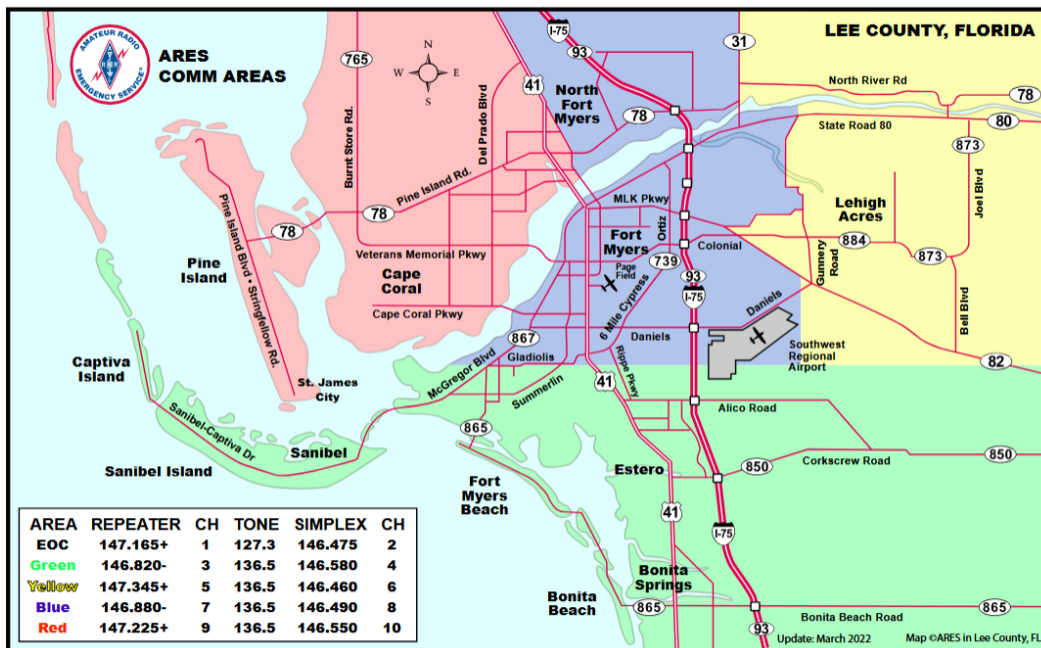 AMATEUR RADIO
EMERGENCY SERVICE®
ARES
COMM AREAS
LEE COUNTY, FLORIDA
N
W
E
S
765
Burnt Store Rd.
Del Prado Blvd
41
I-75
93
31
North
Fort
Myers
78
North River Rd
78
State Road 80
80
873
Joel Blvd
Pine Island Rd.
78
78
Pine Island Blvd • Stringfellow Rd.
Pine
Island
MLK Pkwy
Ortiz
Fort
Myers
Colonial
739
Page
Field
93
I-75
6 Mile Cypress
Lehigh
Acres
884
873
Gunnery
Road
Bell Blvd
Veterans Memorial Pkwy
Cape
Coral
Cape Coral Pkwy
867
Daniels
Daniels
Southwest
Regional
Airport
82
Captiva
Island
St. James
City
McGregor Blvd
Gladiolis
Summerlin
41
Rippe Pkwy
Alico Road
Sanibel-Captiva Dr
Sanibel
Sanibel Island
865
Fort
Myers
Beach
Estero
850
Corkscrew Road
850
41
I-75
Bonita
Springs
Bonita
Beach
865
Bonita Beach Road
865
93
AREA REPEATER CH TONE SIMPLEX CH
EOC 147.165+ 1 127.3 146.475 2
Green 146.820- 3 136.5 146.580 4
Yellow 147.345+ 5 136.5 146.460 6
Blue 146.880- 7 136.5 146.490 8
Red 147.225+ 9 136.5 146.550 10
Update: March 2022
Map ©ARES in Lee County, FL